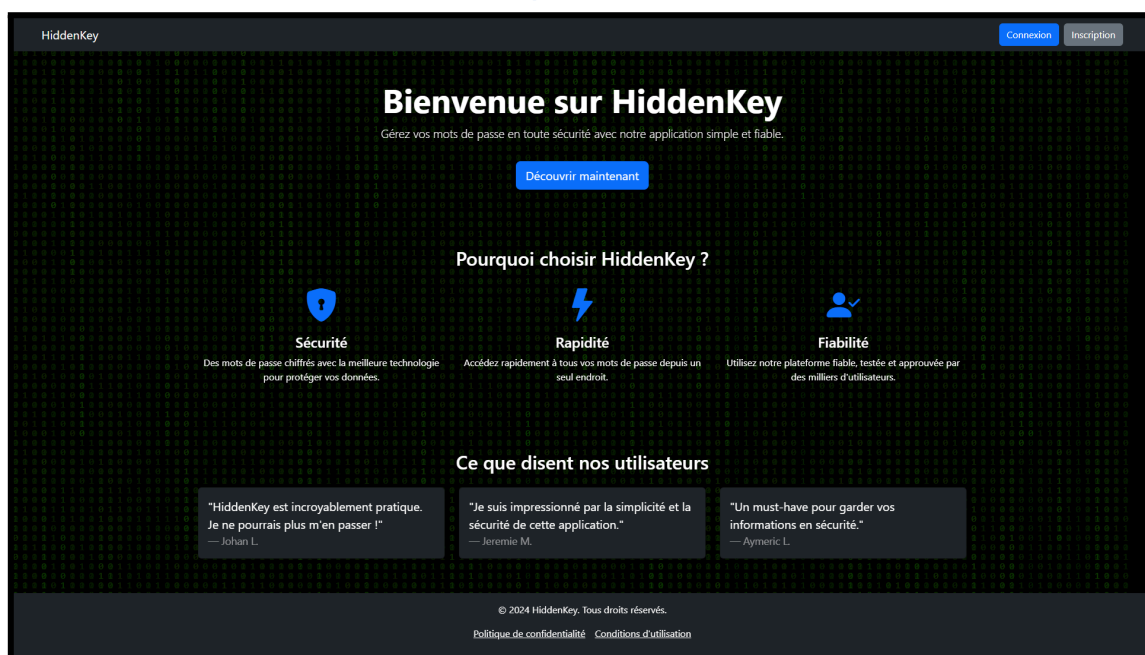 HiddenKey
Connexion
Inscription
Bienvenue sur HiddenKey
Gérez vos mots de passe en toute sécurité avec notre application simple et fiable.
Découvrir maintenant
Pourquoi choisir HiddenKey ?
Sécurité
Des mots de passe chiffrés avec la meilleure technologie
pour protéger vos données.
Rapidité
Accédez rapidement à tous vos mots de passe depuis un
seul endroit.
Fiabilité
Utilisez notre plateforme fiable, testée et approuvée par
des milliers d'utilisateurs.
Ce que disent nos utilisateurs
"HiddenKey est incroyablement pratique.
Je ne pourrais plus m'en passer !"
— Johan L.
"Je suis impressionné par la simplicité et la
sécurité de cette application."
— Jeremie M.
"Un must-have pour garder vos
informations en sécurité."
— Aymeric L.
© 2024 HiddenKey. Tous droits réservés.
Politique de confidentialité Conditions d'utilisation